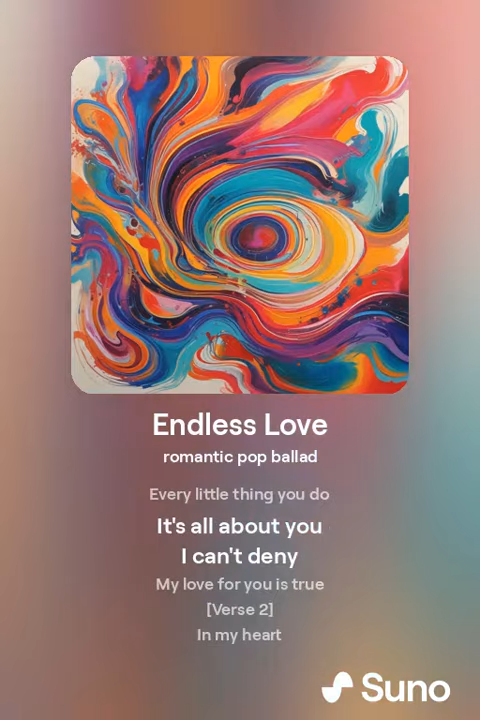 Endless Love
romantic pop ballad
Every little thing you do
It's all about you
I can't deny
My love for you is true
[Verse 2]
In my heart
Suno